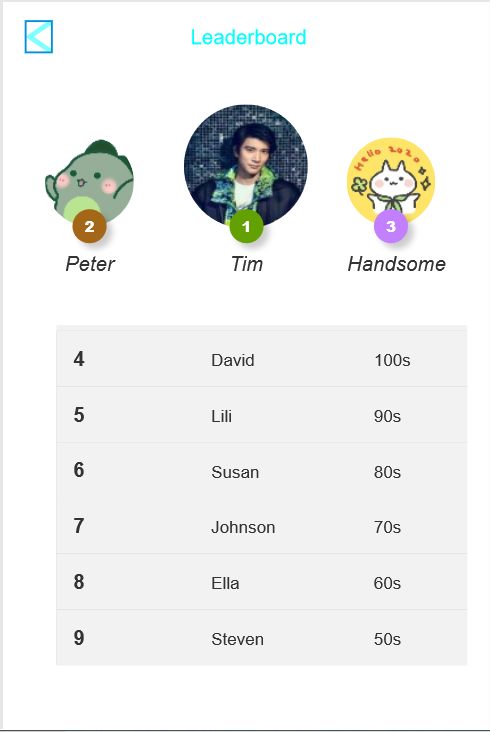 Leaderboard
Hello 2020
2
1
3
Peter
Tim
Handsome
4 David 100s
5 Lili 90s
6 Susan 80s
7 Johnson 70s
8 Ella 60s
9 Steven 50s